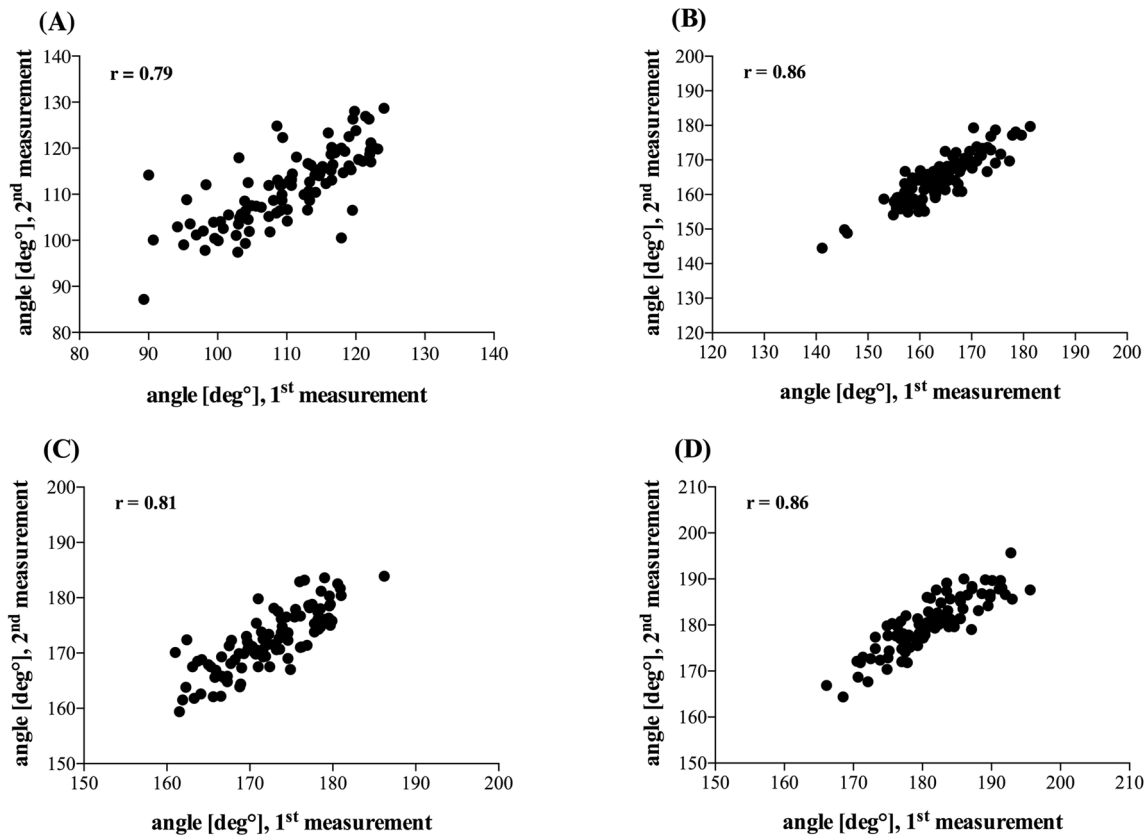 (A)
140
130
120
110
100
90
80
r = 0.79
80 90 100 110 120 130 140
angle [deg°], 2nd measurement
angle [deg°], 1st measurement
(B)
200
190
180
170
160
150
140
130
120
r = 0.86
120 130 140 150 160 170 180 190 200
angle [deg°], 2nd measurement
angle [deg°], 1st measurement
(C)
200
190
180
170
160
150
r = 0.81
150 160 170 180 190 200
angle [deg°], 2nd measurement
angle [deg°], 1st measurement
(D)
210
200
190
180
170
160
150
r = 0.86
150 160 170 180 190 200 210
angle [deg°], 2nd measurement
angle [deg°], 1st measurement